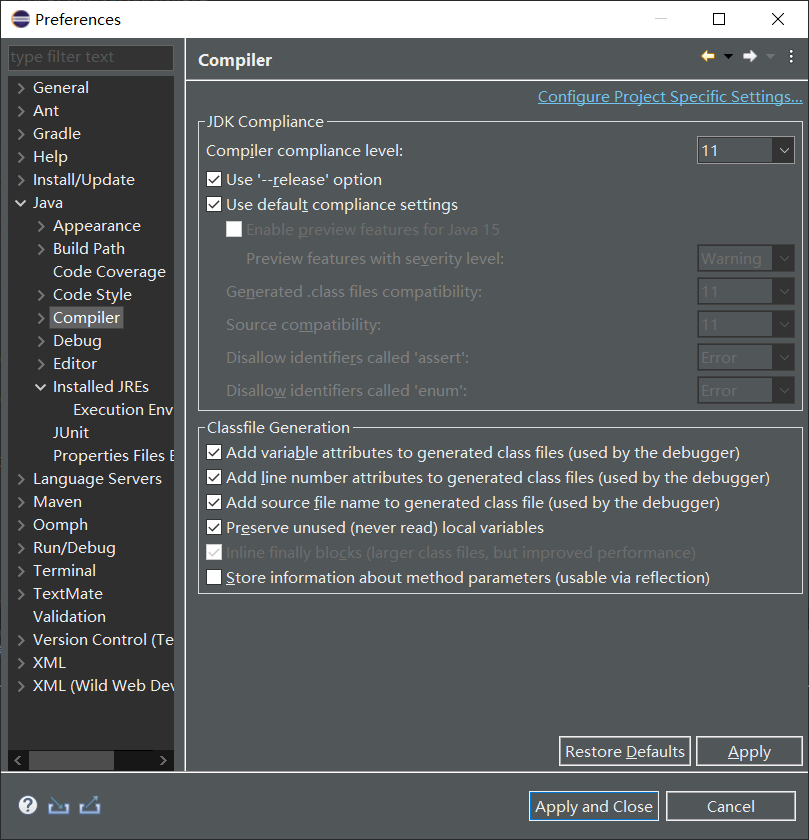 Preferences
type filter text
General
Ant
Gradle
Help
Install/Update
Java
Appearance
Build Path
Code Coverage
Code Style
Compiler
Debug
Editor
Installed JREs
Execution Env
JUnit
Properties Files E
Language Servers
Maven
Oomph
Run/Debug
Terminal
TextMate
Validation
Version Control (Te
XML
XML (Wild Web Dev
Compiler
Configure Project Specific Settings...
JDK Compliance
Compiler compliance level: 11
Use '--release' option
Use default compliance settings
Enable preview features for Java 15
Preview features with severity level: Warning
Generated .class files compatibility: 11
Source compatibility: 11
Disallow identifiers called 'assert': Error
Disallow identifiers called 'enum': Error
Classfile Generation
Add variable attributes to generated class files (used by the debugger)
Add line number attributes to generated class files (used by the debugger)
Add source file name to generated class file (used by the debugger)
Preserve unused (never read) local variables
Inline finally blocks (larger class files, but improved performance)
Store information about method parameters (usable via reflection)
Restore Defaults Apply
Apply and Close Cancel